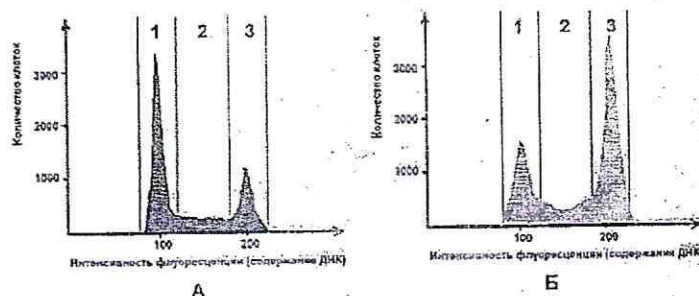 1 2 3
Количество клеток
3000
2000
1000
100 200
Интенсивность флуоресценции (содержание ДНК)
А
1 2 3
Количество клеток
3000
2000
1000
100 200
Интенсивность флуоресценции (содержание ДНК
Б